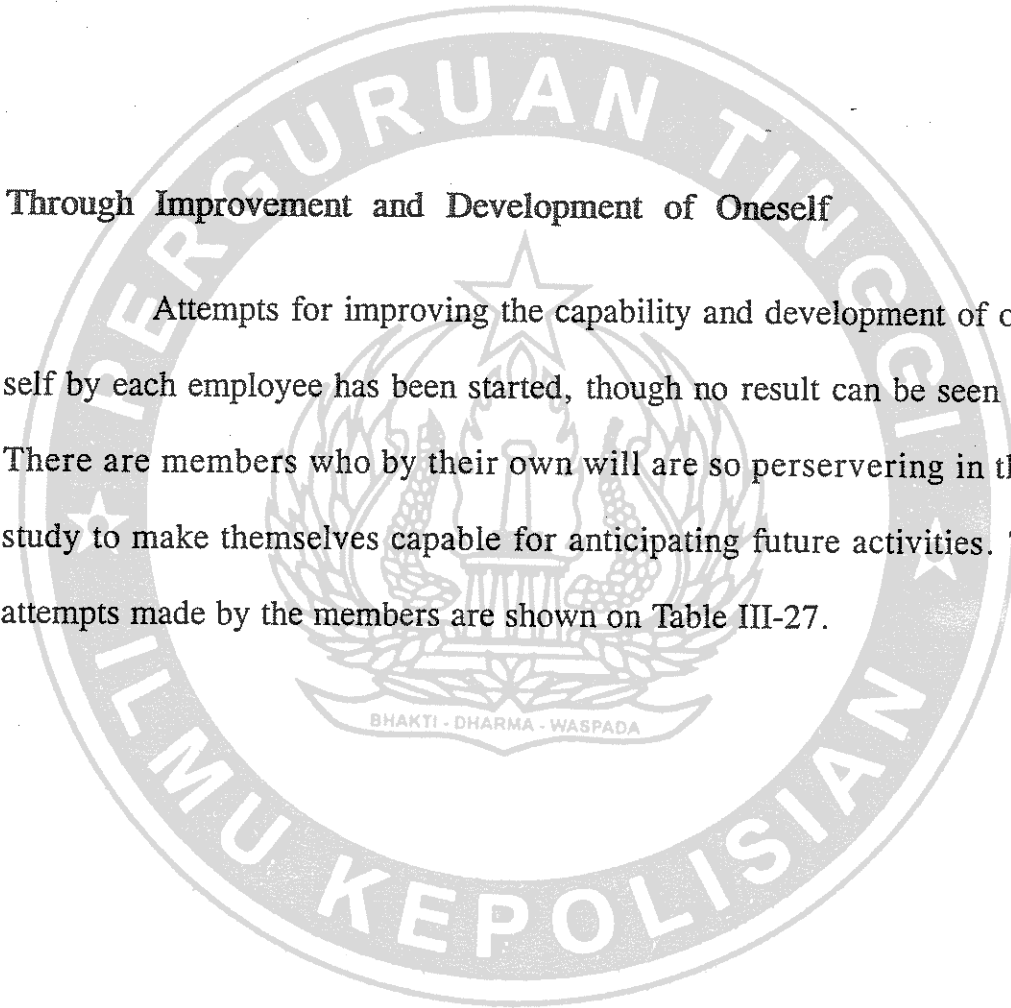 PERGURUAN TINGGI
Through Improvement and Development of Oneself
Attempts for improving the capability and development of
self by each employee has been started, though no result can be seen
There are members who by their own will are so perservering in
study to make themselves capable for anticipating future activities.
attempts made by the members are shown on Table III-27.
BHAKTI - DHARMA - WASPADA
ILMU KEPOLISIAN